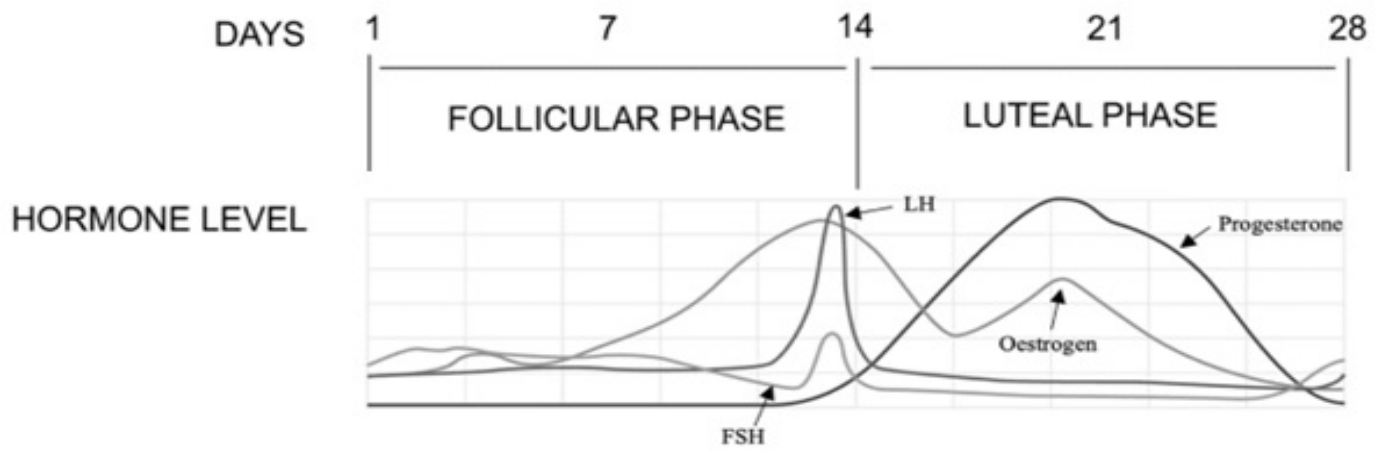 DAYS 1 7 14 21 28
FOLLICULAR PHASE LUTEAL PHASE
HORMONE LEVEL
LH
Progesterone
Oestrogen
FSH